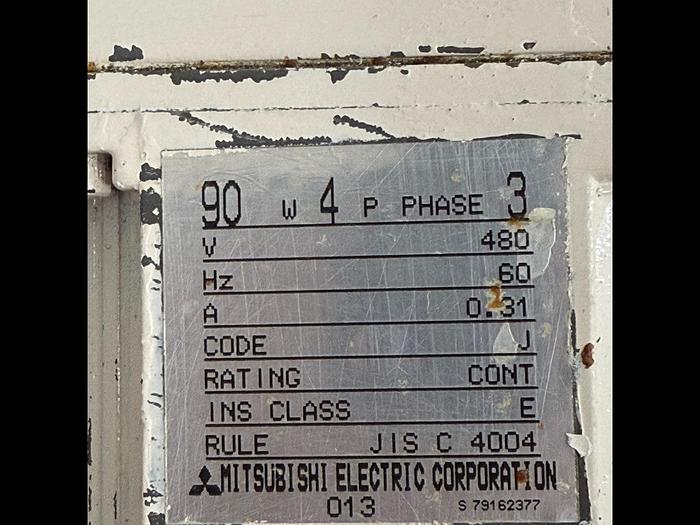 90 W 4 P PHASE 3
V 480
Hz 60
A 0.31
CODE J
RATING CONT
INS CLASS E
RULE JIS C 4004
MITSUBISHI ELECTRIC CORPORATION
013 S 79162377